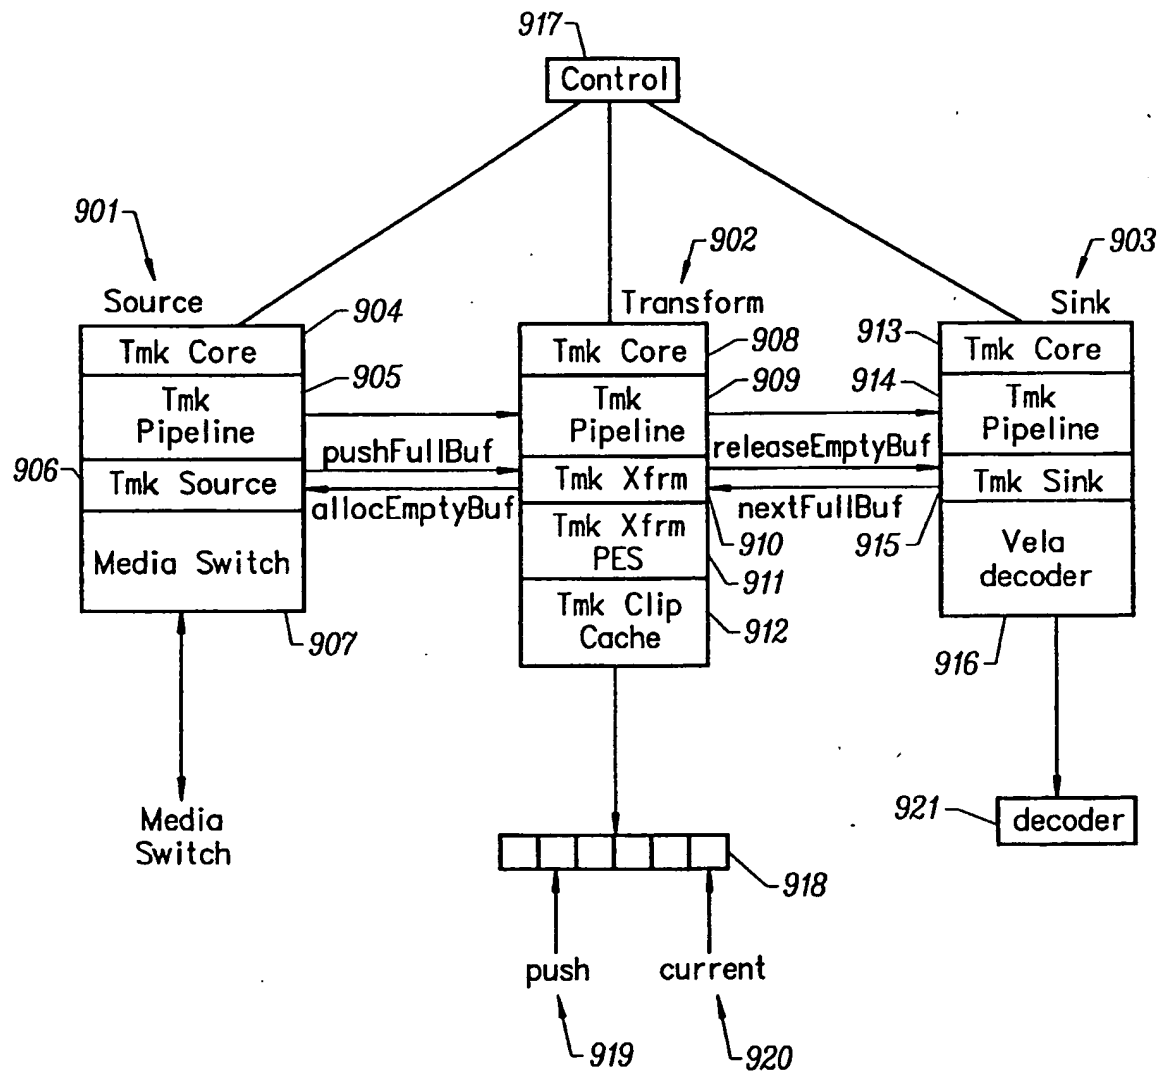 917
Control
901
902
903
Source
Transform
Sink
904
908
913
Tmk Core
Tmk Core
Tmk Core
905
909
914
Tmk
Pipeline
Tmk
Pipeline
Tmk
Pipeline
pushFullBuf
releaseEmptyBuf
906
Tmk Source
Tmk Xfrm
Tmk Sink
allocEmptyBuf
nextFullBuf
910
915
Media Switch
Tmk Xfrm
PES
Vela
decoder
911
Tmk Clip
Cache
912
907
916
Media
Switch
921
decoder
918
push
current
919
920